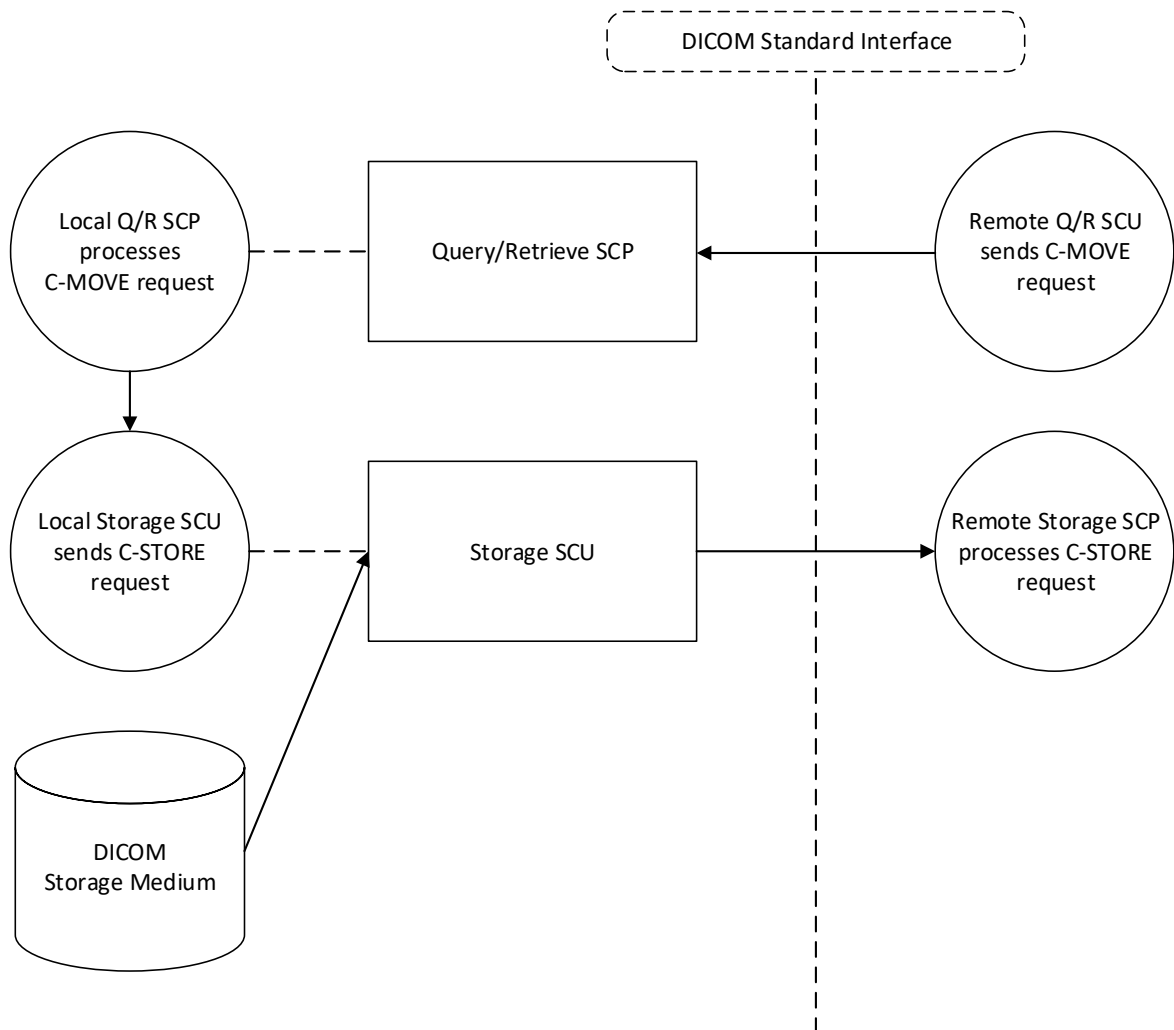 DICOM Standard Interface
Local Q/R SCP
processes
C-MOVE request
Query/Retrieve SCP
Remote Q/R SCU
sends C-MOVE
request
Local Storage SCU
sends C-STORE
request
Storage SCU
Remote Storage SCP
processes C-STORE
request
DICOM
Storage Medium